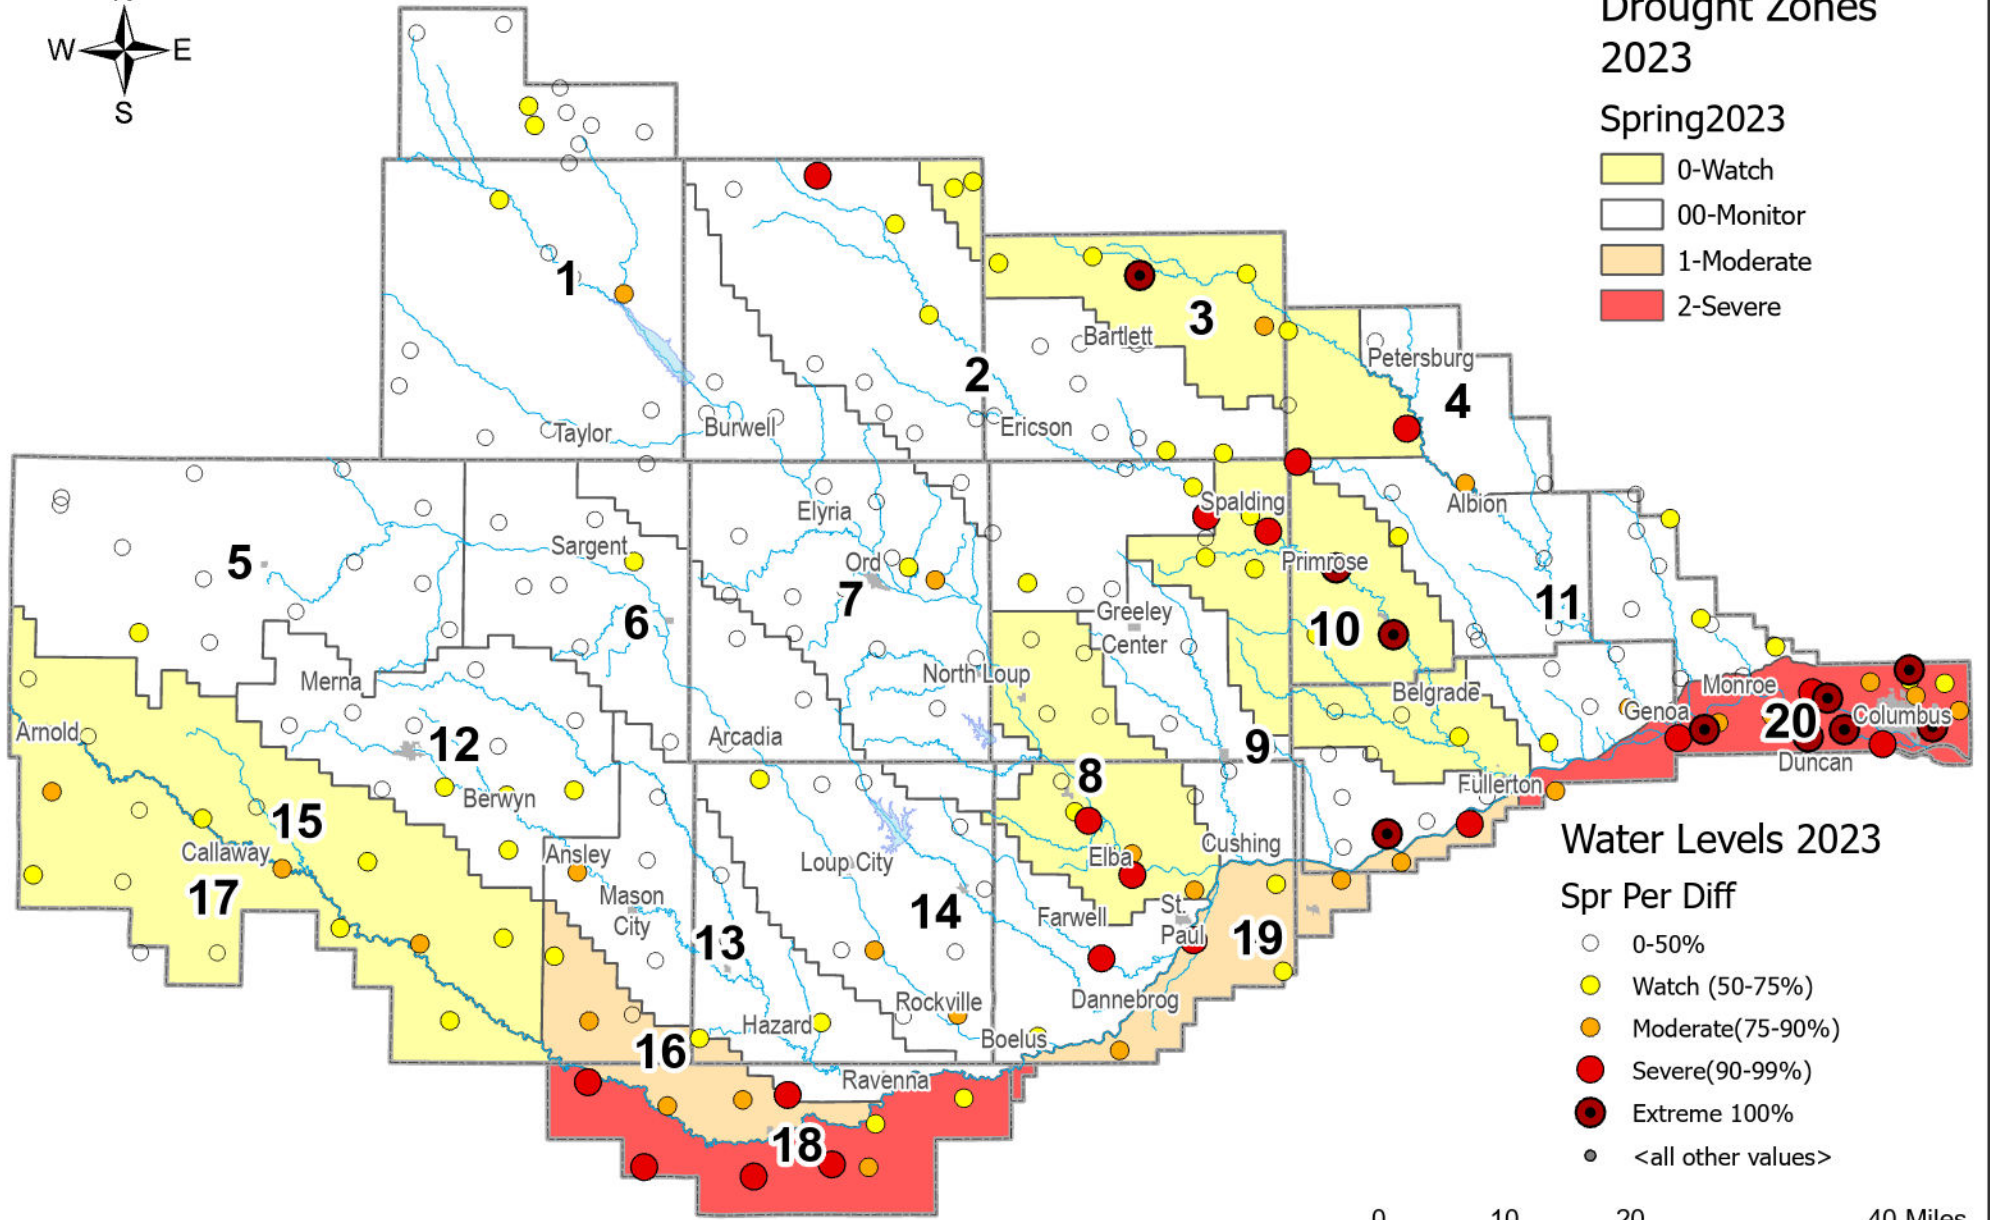 W E
S
Drought Zones
2023
Spring2023
0-Watch
00-Monitor
1-Moderate
2-Severe
1
3
Bartlett
Petersburg
2
4
Taylor
Burwell
Ericson
Spalding
Albion
Elyria
Sargent
Ord
Primrose
5
7
11
6
Greeley
Center
10
Merna
North Loup
Belgrade
Monroe
Genoa
Columbus
20
Arnold
12
Arcadia
9
Duncan
8
Fullerton
Berwyn
15
Callaway
Ansley
Loup City
Elba
Cushing
17
Mason
City
14
Farwell
St.
Paul
19
13
Rockville
Dannebrog
Hazard
Boelus
16
Ravenna
18
Water Levels 2023
Spr Per Diff
0-50%
Watch (50-75%)
Moderate(75-90%)
Severe(90-99%)
Extreme 100%
<all other values>
0 10 20 40 Miles